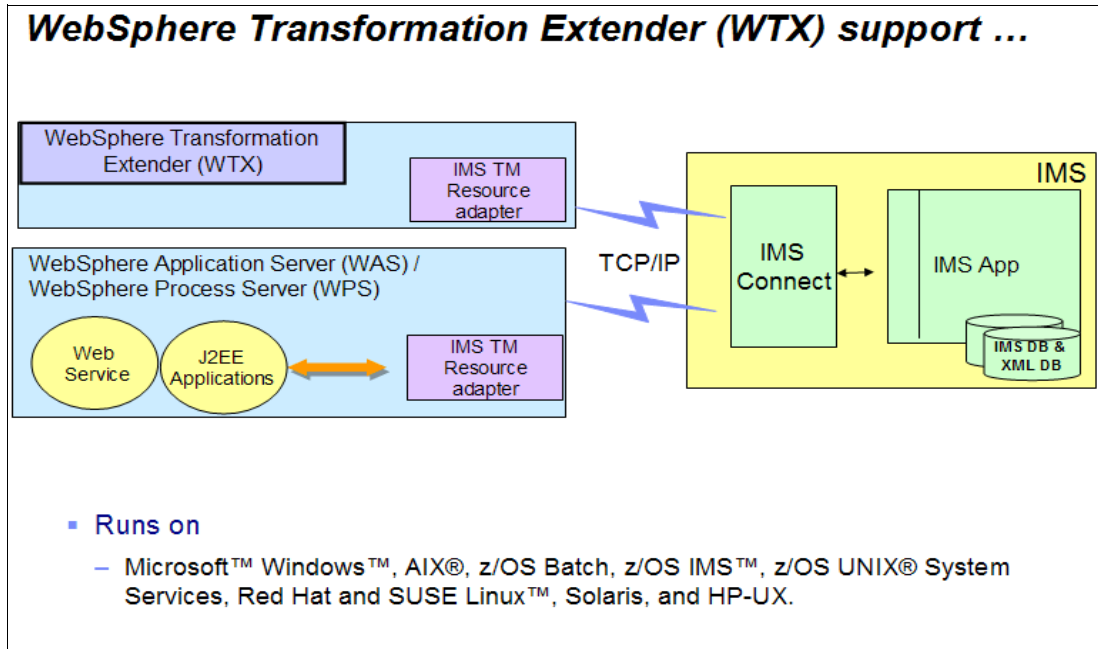 WebSphere Transformation Extender (WTX) support …
WebSphere Transformation
Extender (WTX)
IMS TM
Resource
adapter
WebSphere Application Server (WAS) /
WebSphere Process Server (WPS)
Web
Service
J2EE
Applications
IMS TM
Resource
adapter
TCP/IP
IMS
IMS
Connect
IMS App
IMS DB &
XML DB
▪ Runs on
– Microsoft™ Windows™, AIX®, z/OS Batch, z/OS IMS™, z/OS UNIX® System
Services, Red Hat and SUSE Linux™, Solaris, and HP-UX.